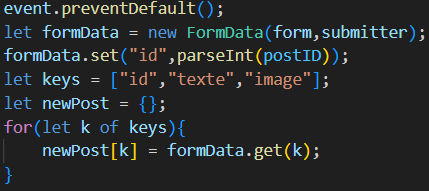 event.preventDefault();
let formData = new FormData(form,submitter);
formData.set("id",parseInt(postID));
let keys = ["id","texte","image"];
let newPost = {};
for(let k of keys){
    newPost[k] = formData.get(k);
}